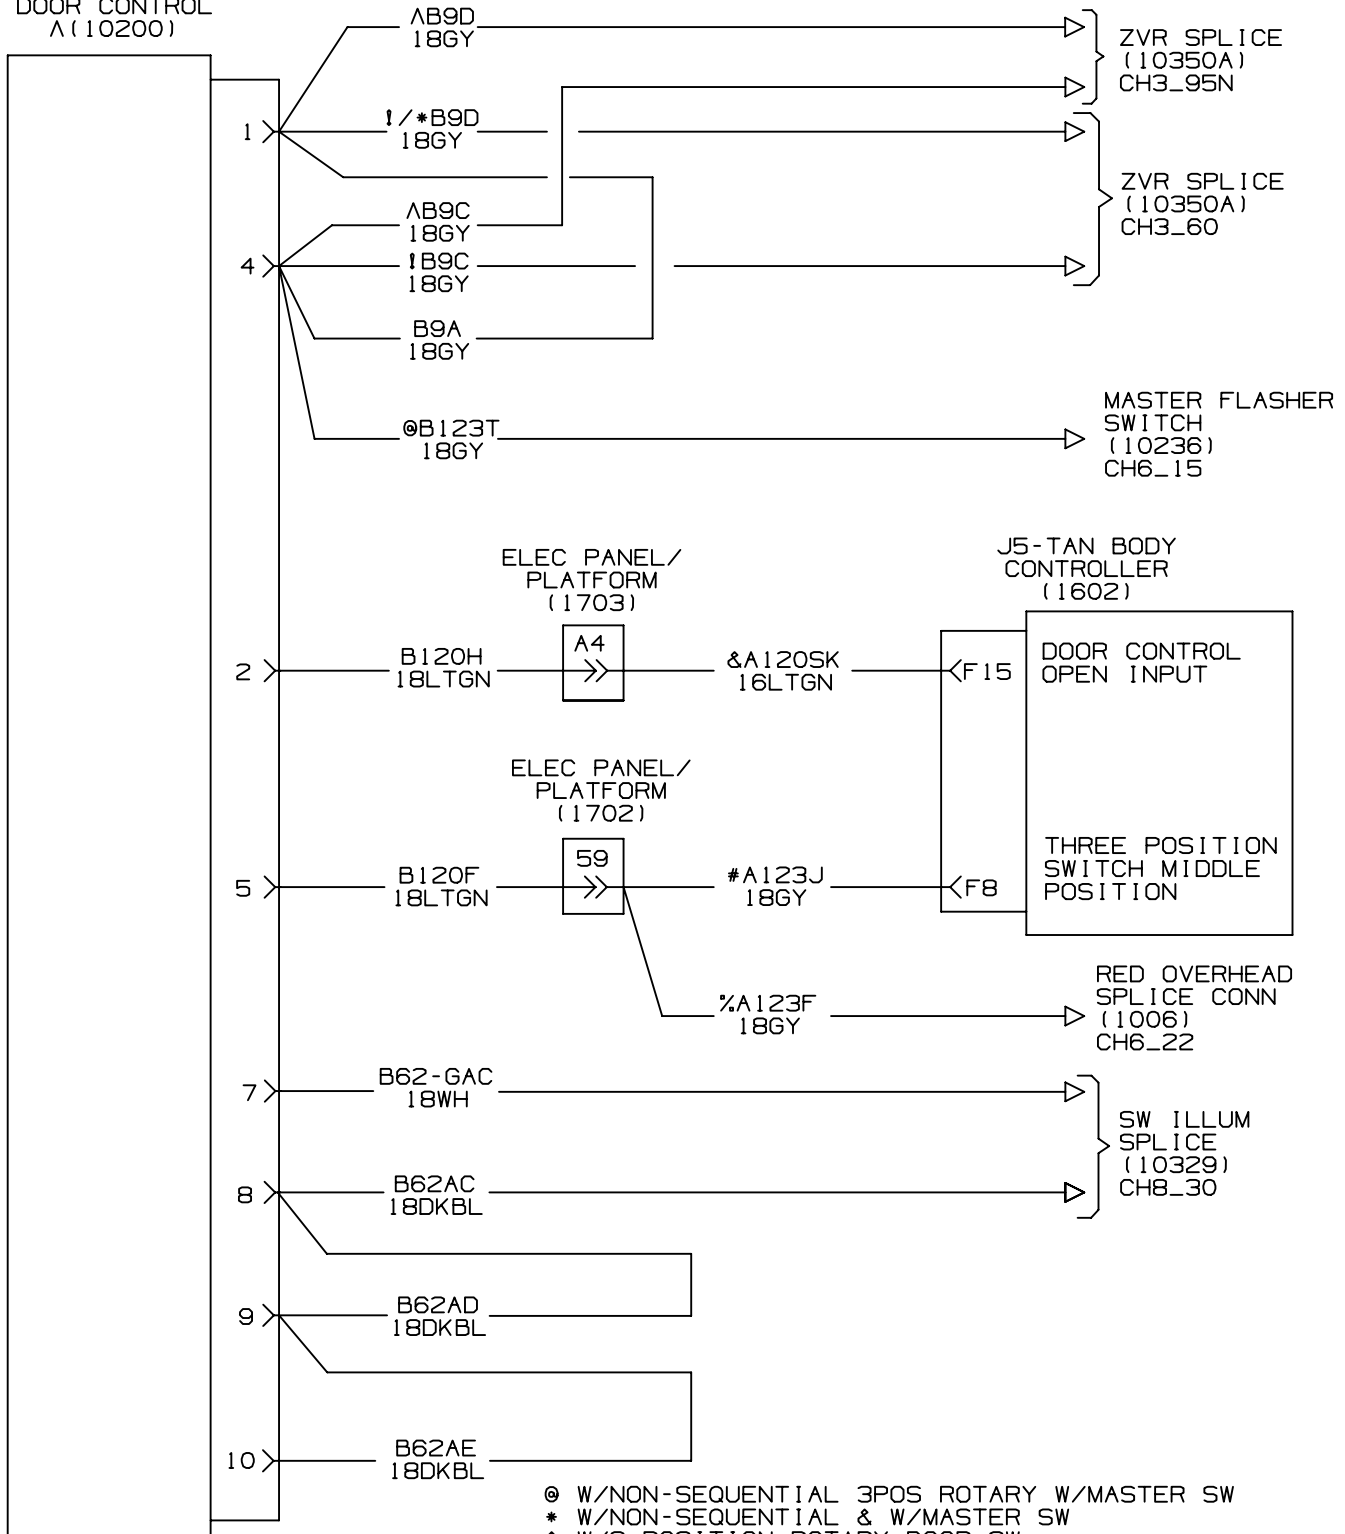 DOOR CONTROL
Λ(10200)
ΛB9D
18GY
ZVR SPLICE
(10350A)
CH3_95N
1
!/*B9D
18GY
ZVR SPLICE
(10350A)
CH3_60
ΛB9C
18GY
4
!B9C
18GY
B9A
18GY
MASTER FLASHER
SWITCH
(10236)
CH6_15
@B123T
18GY
ELEC PANEL/
PLATFORM
(1703)
J5-TAN BODY
CONTROLLER
(1602)
A4
2
B120H
18LTGN
&A120SK
16LTGN
F15
DOOR CONTROL
OPEN INPUT
ELEC PANEL/
PLATFORM
(1702)
59
5
B120F
18LTGN
#A123J
18GY
F8
THREE POSITION
SWITCH MIDDLE
POSITION
%A123F
18GY
RED OVERHEAD
SPLICE CONN
(1006)
CH6_22
7
B62-GAC
18WH
SW ILLUM
SPLICE
(10329)
CH8_30
8
B62AC
18DKBL
9
B62AD
18DKBL
10
B62AE
18DKBL
@ W/NON-SEQUENTIAL 3POS ROTARY W/MASTER SW
* W/NON-SEQUENTIAL & W/MASTER SW